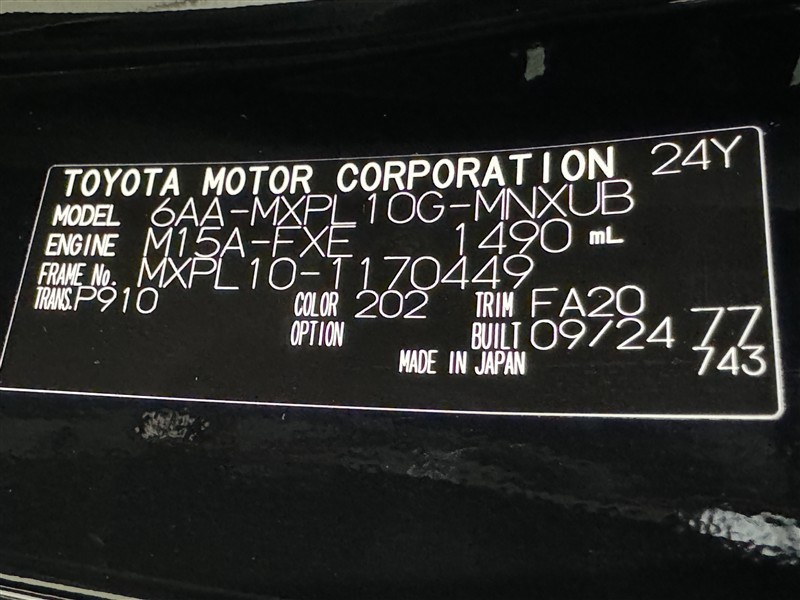 TOYOTA MOTOR CORPORATION 24Y
MODEL 6AA-MXPL10G-MNXUB
ENGINE M15A-FXE 1490 mL
FRAME No. MXPL10-1170449
TRANS. P910 COLOR 202 TRIM FA20
OPTION BUILT 09/24 77
MADE IN JAPAN 743